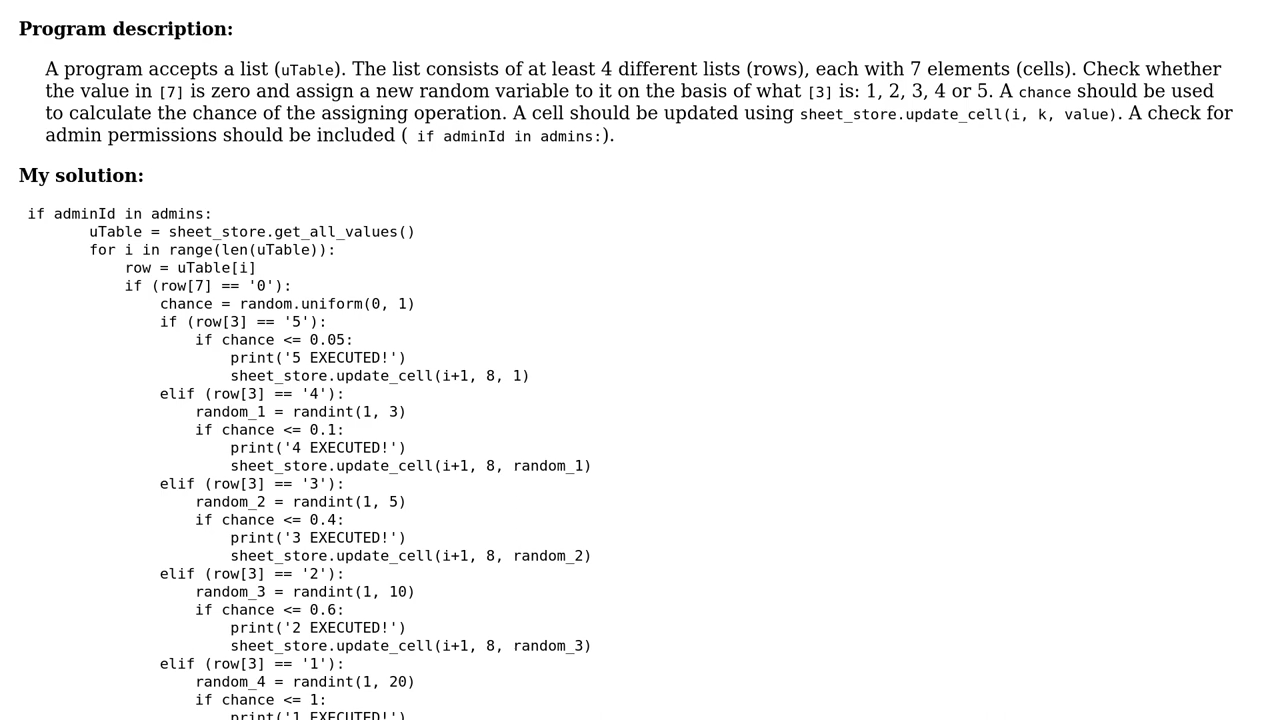 Program description:
A program accepts a list (uTable). The list consists of at least 4 different lists (rows), each with 7 elements (cells). Check whether
the value in [7] is zero and assign a new random variable to it on the basis of what [3] is: 1, 2, 3, 4 or 5. A chance should be used
to calculate the chance of the assigning operation. A cell should be updated using sheet_store.update_cell(i, k, value). A check for
admin permissions should be included ( if adminId in admins:).
My solution:
if adminId in admins:
       uTable = sheet_store.get_all_values()
       for i in range(len(uTable)):
           row = uTable[i]
           if (row[7] == '0'):
               chance = random.uniform(0, 1)
               if (row[3] == '5'):
                   if chance <= 0.05:
                       print('5 EXECUTED!')
                       sheet_store.update_cell(i+1, 8, 1)
               elif (row[3] == '4'):
                   random_1 = randint(1, 3)
                   if chance <= 0.1:
                       print('4 EXECUTED!')
                       sheet_store.update_cell(i+1, 8, random_1)
               elif (row[3] == '3'):
                   random_2 = randint(1, 5)
                   if chance <= 0.4:
                       print('3 EXECUTED!')
                       sheet_store.update_cell(i+1, 8, random_2)
               elif (row[3] == '2'):
                   random_3 = randint(1, 10)
                   if chance <= 0.6:
                       print('2 EXECUTED!')
                       sheet_store.update_cell(i+1, 8, random_3)
               elif (row[3] == '1'):
                   random_4 = randint(1, 20)
                   if chance <= 1:
                       print('1 EXECUTED!')